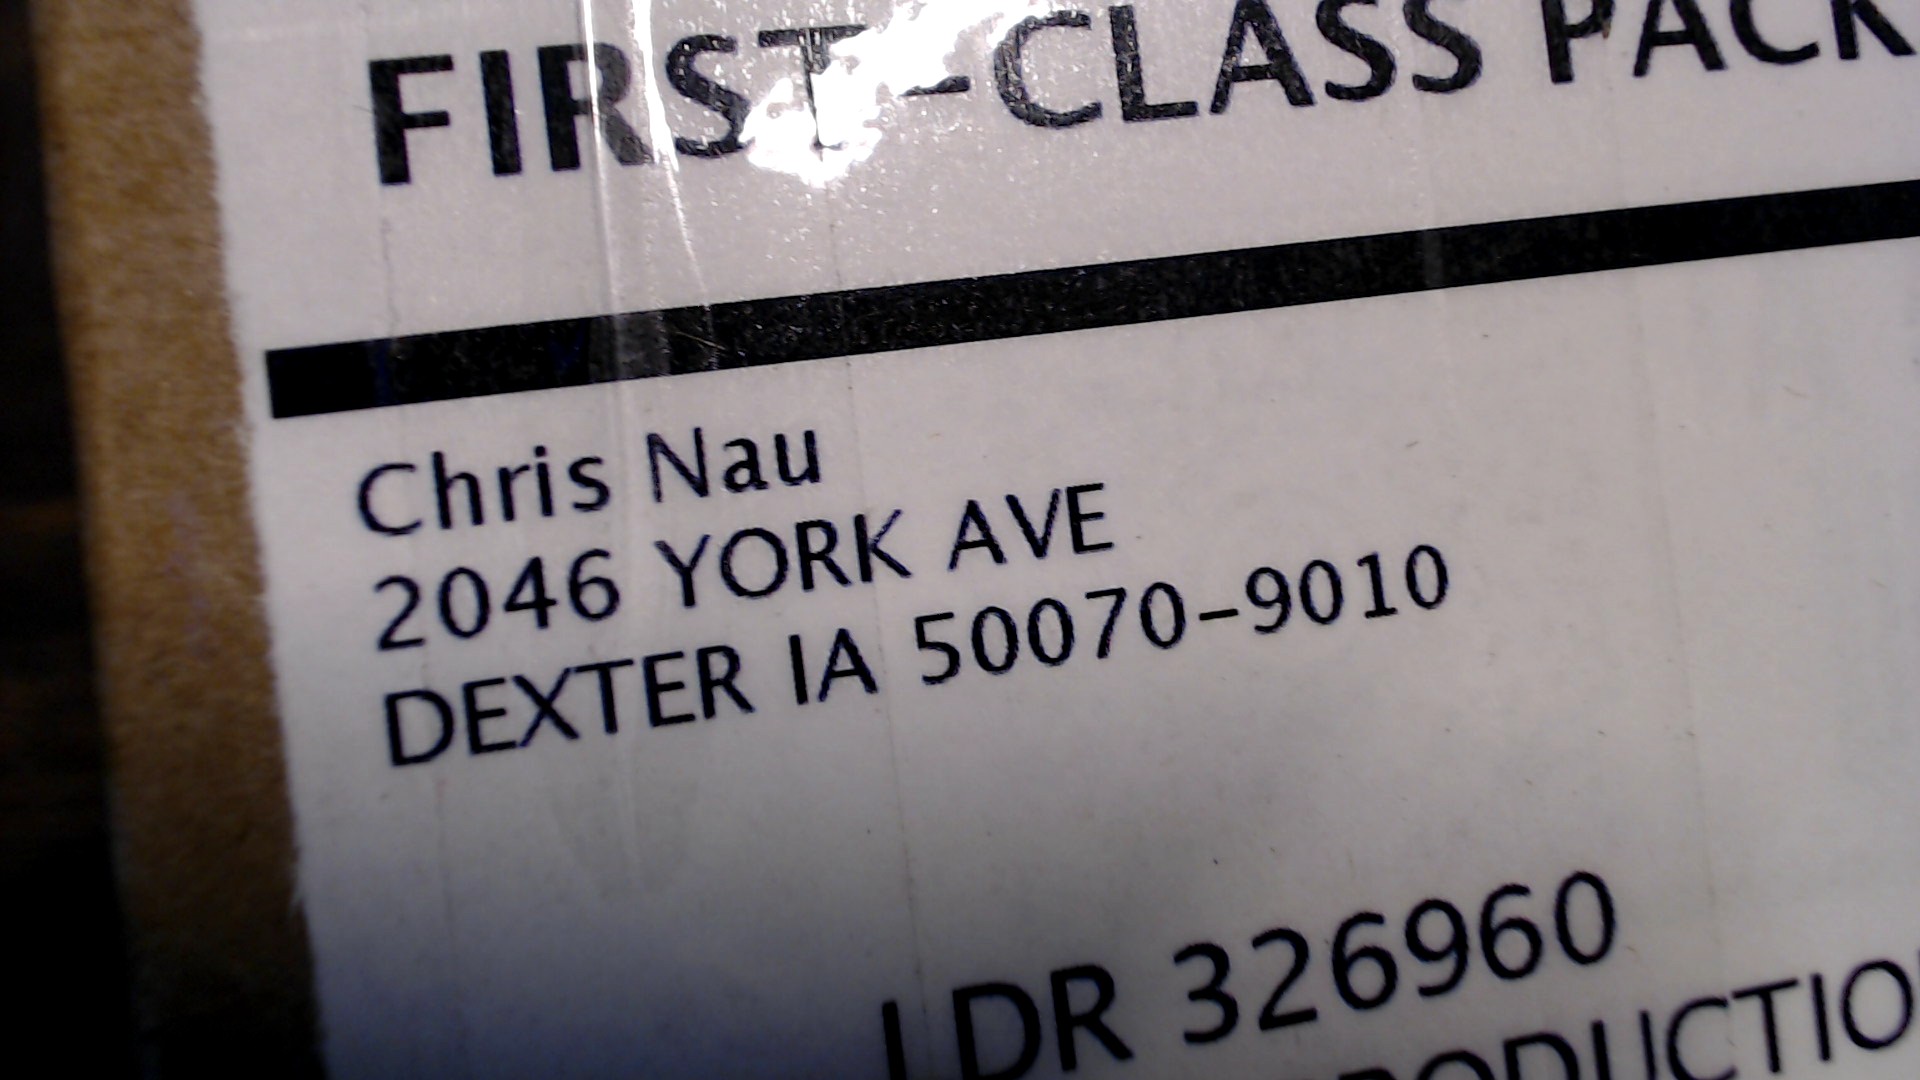 FIRST-CLASS PACK
Chris Nau
2046 YORK AVE
DEXTER IA 50070-9010
LDR 326960